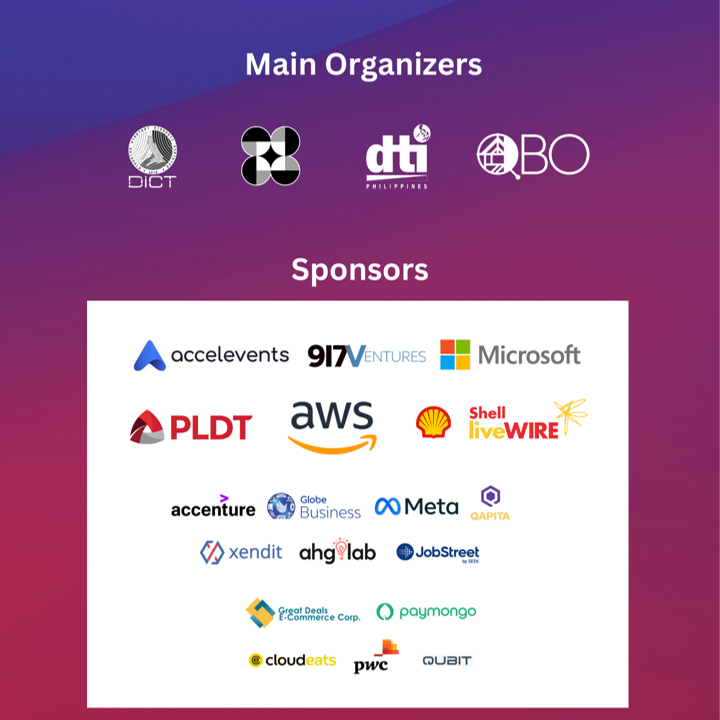 Main Organizers
DICT
dti
PHILIPPINES
QBO
Sponsors
accelevents
917VENTURES
Microsoft
PLDT
aws
Shell
liveWIRE
accenture
Globe
Business
Meta
QAPITA
xendit
ahglab
JobStreet
by SEEK
Great Deals
E-Commerce Corp.
paymongo
cloudeats
pwc
QUBIT